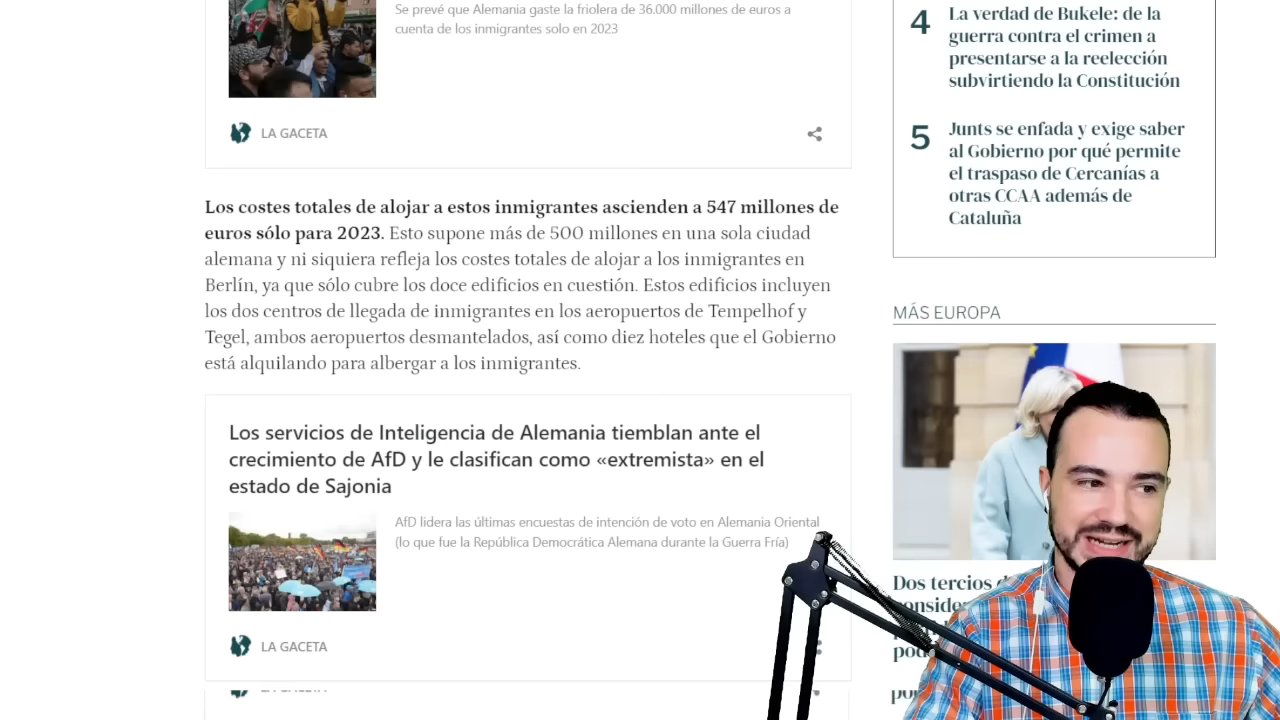 Se prevé que Alemania gaste la friolera de 36.000 millones de euros a
cuenta de los inmigrantes solo en 2023
LA GACETA
Los costes totales de alojar a estos inmigrantes ascienden a 547 millones de
euros sólo para 2023. Esto supone más de 500 millones en una sola ciudad
alemana y ni siquiera refleja los costes totales de alojar a los inmigrantes en
Berlín, ya que sólo cubre los doce edificios en cuestión. Estos edificios incluyen
los dos centros de llegada de inmigrantes en los aeropuertos de Tempelhof y
Tegel, ambos aeropuertos desmantelados, así como diez hoteles que el Gobierno
está alquilando para albergar a los inmigrantes.
Los servicios de Inteligencia de Alemania tiemblan ante el
crecimiento de AfD y le clasifican como «extremista» en el
estado de Sajonia
AfD lidera las últimas encuestas de intención de voto en Alemania Oriental
(lo que fue la República Democrática Alemana durante la Guerra Fría)
LA GACETA
4
La verdad de Bukele: de la
guerra contra el crimen a
presentarse a la reelección
subvirtiendo la Constitución
5
Junts se enfada y exige saber
al Gobierno por qué permite
el traspaso de Cercanías a
otras CCAA además de
Cataluña
MÁS EUROPA
Dos tercios